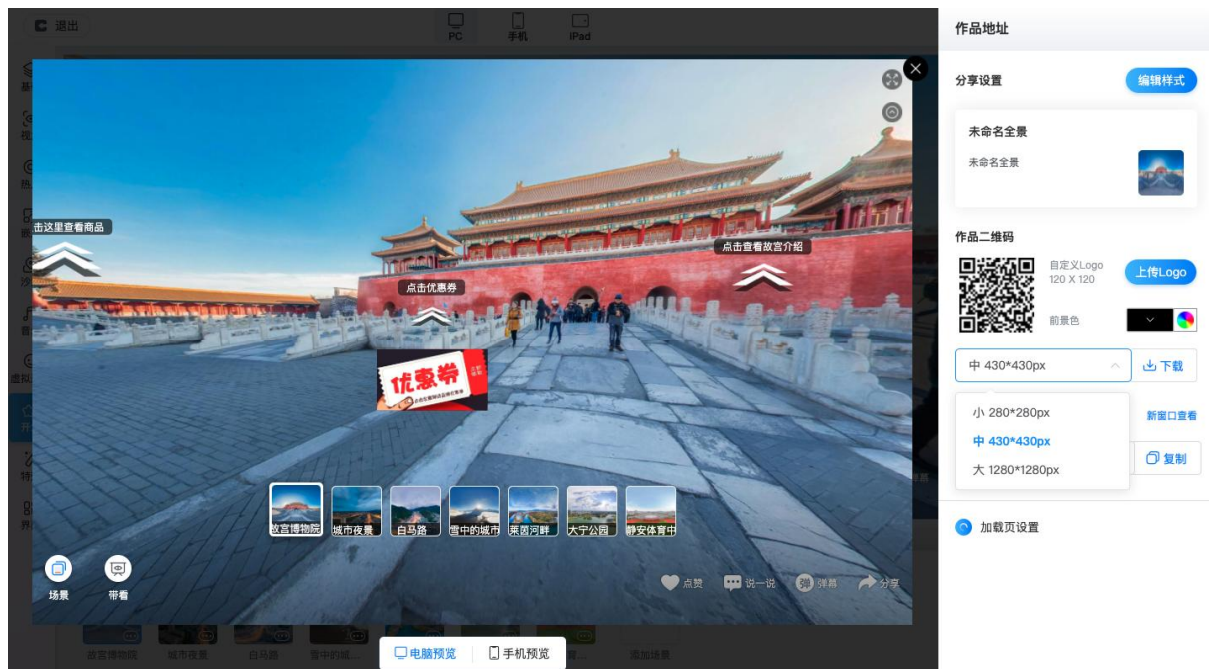 退出
PC
手机
iPad
作品地址
分享设置
编辑样式
未命名全景
未命名全景
作品二维码
自定义Logo
120 X 120
上传Logo
前景色
中 430*430px
下载
小 280*280px
中 430*430px
大 1280*1280px
新窗口查看
复制
加载页设置
击这里查看商品
点击优惠券
点击查看故宫介绍
优惠券
故宫博物院
城市夜景
白马路
雪中的城市
莱茵河畔
大宁公园
静安体育中
场景
带看
点赞
说一说
弹
弹幕
分享
故宫博物院
城市夜景
白马路
雪中的城...
添加场景
电脑预览
手机预览